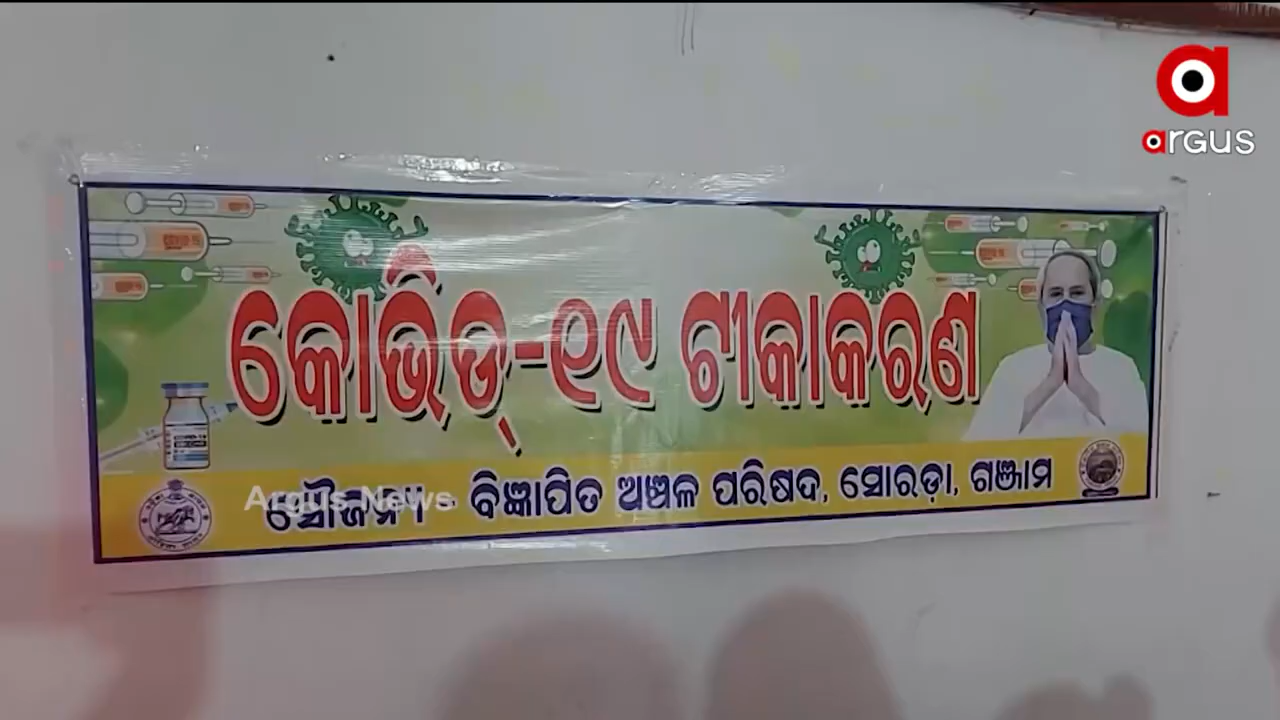 argus
କୋଭିଡ୍-୧୯ ଟୀକାକରଣ
Argus News
ସୌଜନ୍ୟ - ବିଜ୍ଞାପିତ ଅଞ୍ଚଳ ପରିଷଦ, ସୋରଡ଼ା, ଗଞ୍ଜାମ